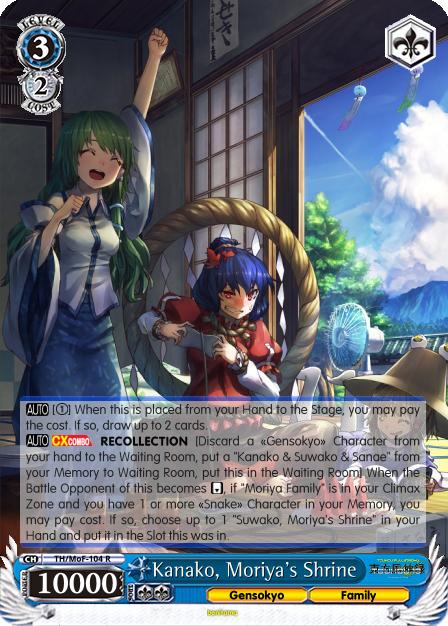 LEVEL
3
2
COST
AUTO [①] When this is placed from your Hand to the Stage, you may pay
the cost. If so, draw up to 2 cards.
AUTO CXCOMBO RECOLLECTION [Discard a «Gensokyo» Character from
your hand to the Waiting Room, put a "Kanako & Suwako & Sanae" from
your Memory to Waiting Room, put this in the Waiting Room] When the
Battle Opponent of this becomes, if "Moriya Family" is in your Climax
Zone and you have 1 or more «Snake» Character in your Memory, you
may pay cost. If so, choose up to 1 "Suwako, Moriya's Shrine" in your
Hand and put it in the Slot this was in.
CH TH/MoF-104 R
POWER 10000 SOUL Kanako, Moriya's Shrine
Gensokyo Family